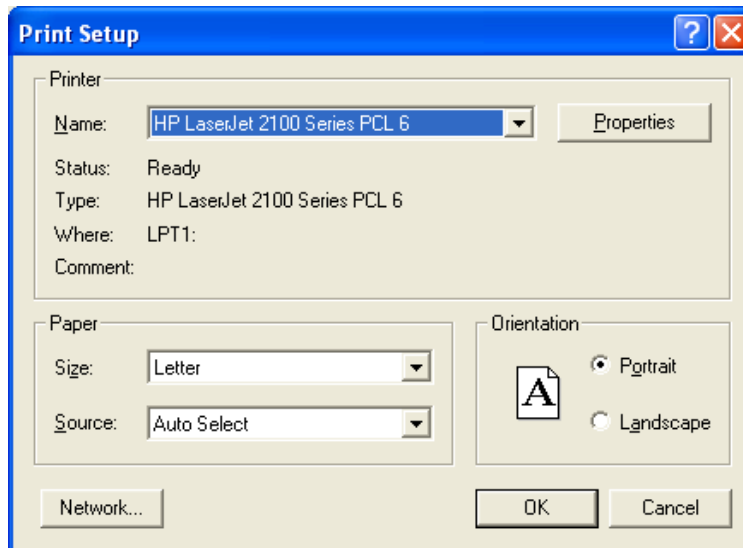 Print Setup
Printer
Name: HP LaserJet 2100 Series PCL 6 Properties
Status: Ready
Type: HP LaserJet 2100 Series PCL 6
Where: LPT1:
Comment:
Paper
Size: Letter
Source: Auto Select
Orientation
A
Portrait
Landscape
Network... OK Cancel